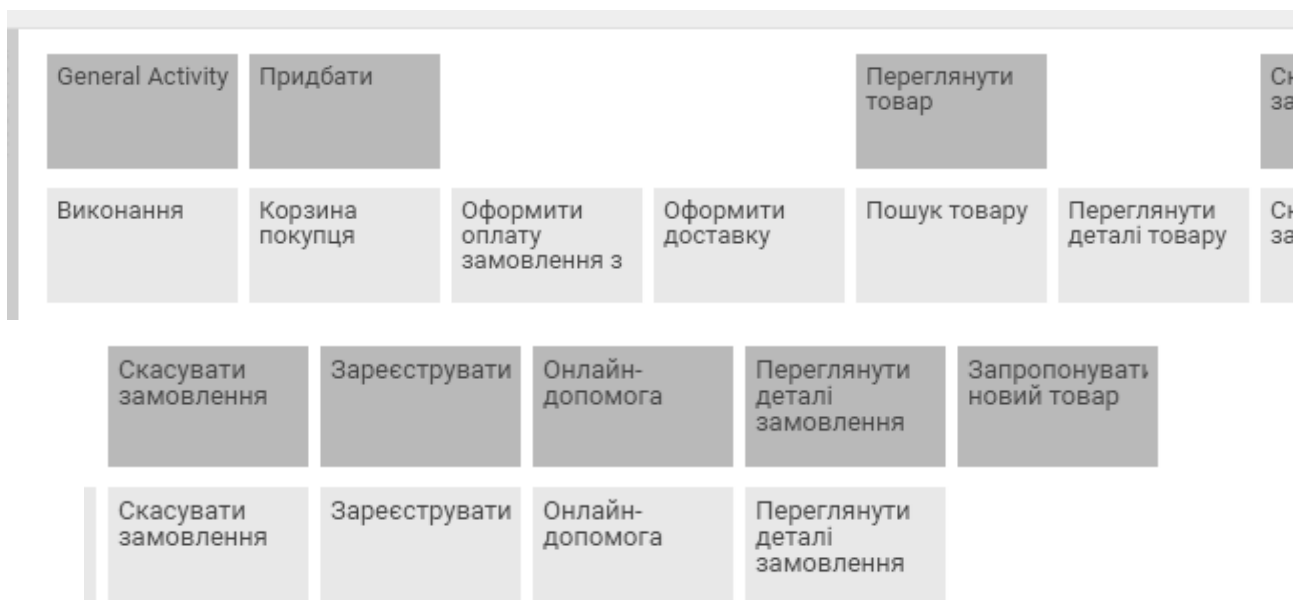 General Activity
Придбати
Переглянути
товар
Виконання
Корзина
покупця
Оформити
оплату
замовлення з
Оформити
доставку
Пошук товару
Переглянути
деталі товару
Скасувати
замовлення
Зареєструвати
Онлайн-
допомога
Переглянути
деталі
замовлення
Запропонувати
новий товар
Скасувати
замовлення
Зареєструвати
Онлайн-
допомога
Переглянути
деталі
замовлення